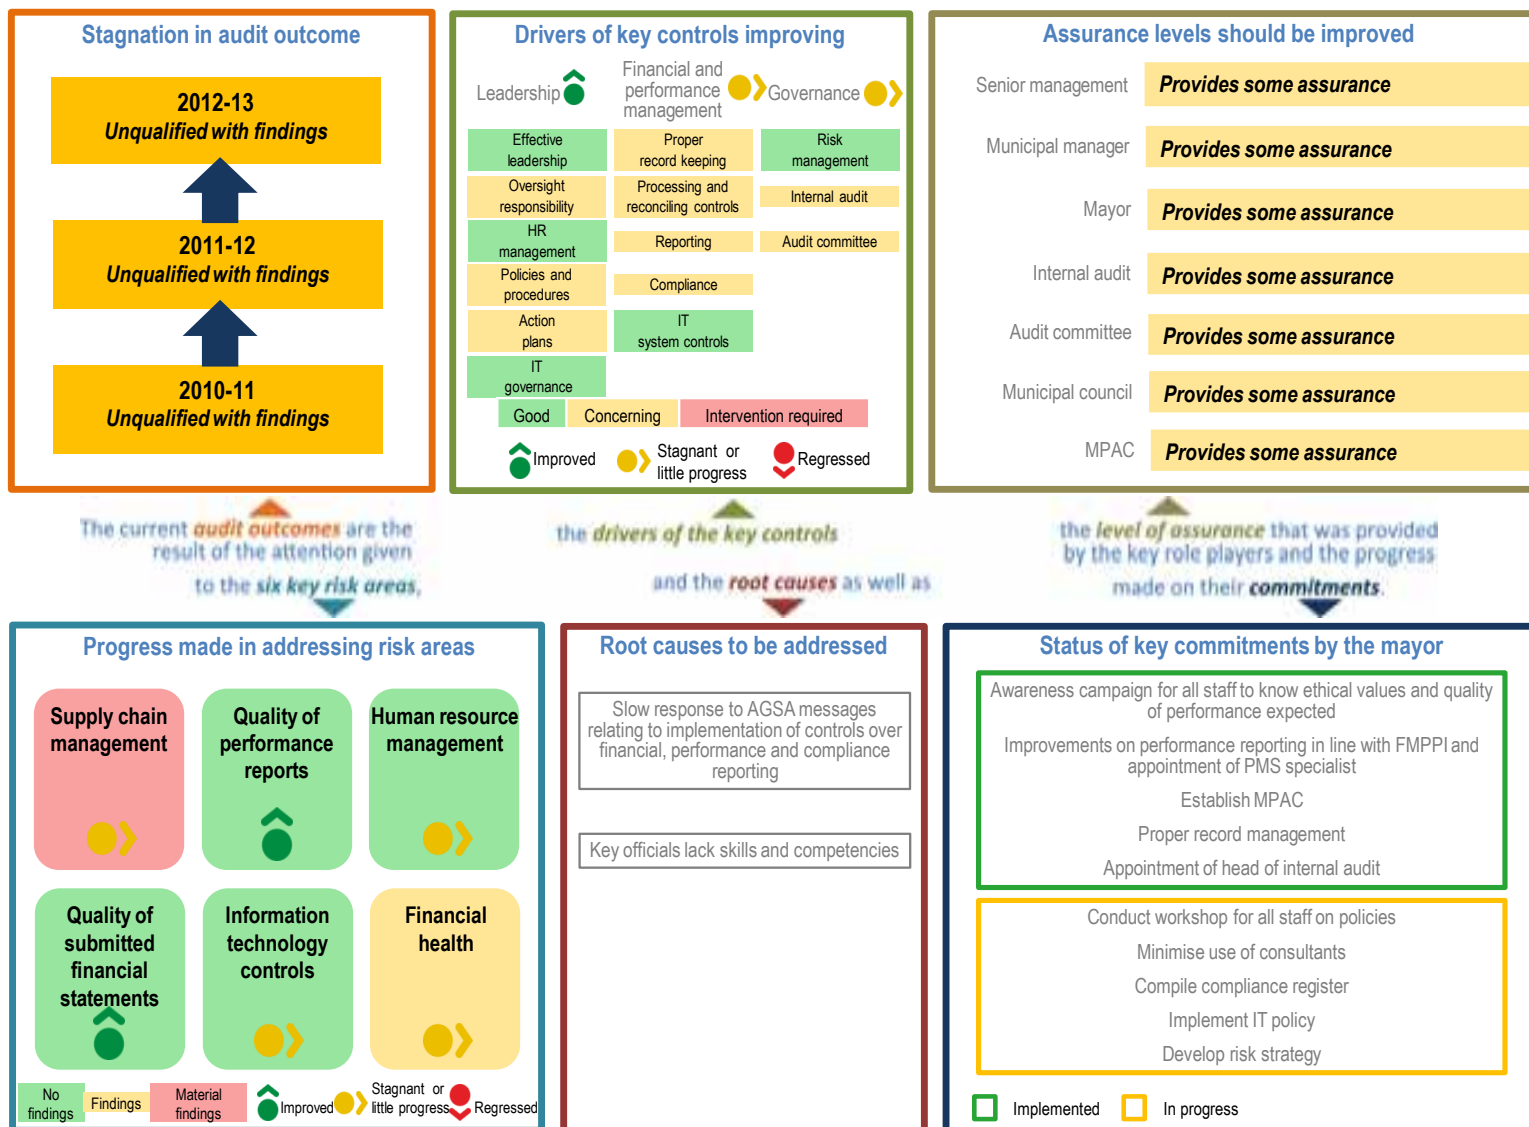 Stagnation in audit outcome
2012-13
Unqualified with findings
2011-12
Unqualified with findings
2010-11
Unqualified with findings
Drivers of key controls improving
Leadership
Financial and
performance
management
Governance
Effective
leadership
Proper
record keeping
Risk
management
Oversight
responsibility
Processing and
reconciling controls
Internal audit
HR
management
Reporting
Audit committee
Policies and
procedures
Compliance
Action
plans
IT
system controls
IT
governance
Good
Concerning
Intervention required
Improved
Stagnant or
little progress
Regressed
Assurance levels should be improved
Senior management
Provides some assurance
Municipal manager
Provides some assurance
Mayor
Provides some assurance
Internal audit
Provides some assurance
Audit committee
Provides some assurance
Municipal council
Provides some assurance
MPAC
Provides some assurance
The current audit outcomes are the
result of the attention given
to the six key risk areas,
the drivers of the key controls
and the root causes as well as
the level of assurance that was provided
by the key role players and the progress
made on their commitments.
Progress made in addressing risk areas
Supply chain
management
Quality of
performance
reports
Human resource
management
Quality of
submitted
financial
statements
Information
technology
controls
Financial
health
No
findings
Findings
Material
findings
Improved
Stagnant or
little progress
Regressed
Root causes to be addressed
Slow response to AGSA messages
relating to implementation of controls over
financial, performance and compliance
reporting
Key officials lack skills and competencies
Status of key commitments by the mayor
Awareness campaign for all staff to know ethical values and quality
of performance expected
Improvements on performance reporting in line with FMPPI and
appointment of PMS specialist
Establish MPAC
Proper record management
Appointment of head of internal audit
Conduct workshop for all staff on policies
Minimise use of consultants
Compile compliance register
Implement IT policy
Develop risk strategy
Implemented
In progress